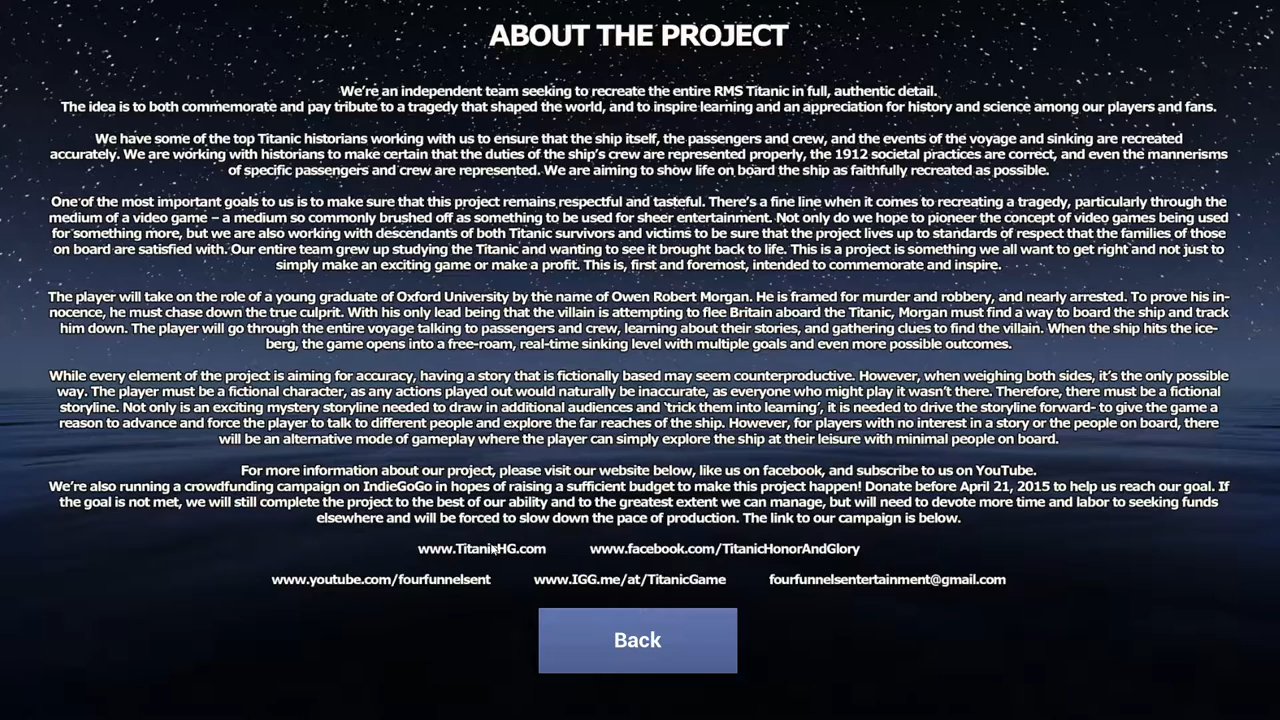 ABOUT THE PROJECT
We're an independent team seeking to recreate the entire RMS Titanic in full, authentic detail.
The idea is to both commemorate and pay tribute to a tragedy that shaped the world, and to inspire learning and an appreciation for history and science among our players and fans.
We have some of the top Titanic historians working with us to ensure that the ship itself, the passengers and crew, and the events of the voyage and sinking are recreated
accurately. We are working with historians to make certain that the duties of the ship's crew are represented properly, the 1912 societal practices are correct, and even the mannerisms
of specific passengers and crew are represented. We are aiming to show life on board the ship as faithfully recreated as possible.
One of the most important goals to us is to make sure that this project remains respectful and tasteful. There's a fine line when it comes to recreating a tragedy, particularly through the
medium of a video game – a medium so commonly brushed off as something to be used for sheer entertainment. Not only do we hope to pioneer the concept of video games being used
for something more, but we are also working with descendants of both Titanic survivors and victims to be sure that the project lives up to standards of respect that the families of those
on board are satisfied with. Our entire team grew up studying the Titanic and wanting to see it brought back to life. This is a project is something we all want to get right and not just to
simply make an exciting game or make a profit. This is, first and foremost, intended to commemorate and inspire.
The player will take on the role of a young graduate of Oxford University by the name of Owen Robert Morgan. He is framed for murder and robbery, and nearly arrested. To prove his in-
nocence, he must chase down the true culprit. With his only lead being that the villain is attempting to flee Britain aboard the Titanic, Morgan must find a way to board the ship and track
him down. The player will go through the entire voyage talking to passengers and crew, learning about their stories, and gathering clues to find the villain. When the ship hits the ice-
berg, the game opens into a free-roam, real-time sinking level with multiple goals and even more possible outcomes.
While every element of the project is aiming for accuracy, having a story that is fictionally based may seem counterproductive. However, when weighing both sides, it's the only possible
way. The player must be a fictional character, as any actions played out would naturally be inaccurate, as everyone who might play it wasn't there. Therefore, there must be a fictional
storyline. Not only is an exciting mystery storyline needed to draw in additional audiences and 'trick them into learning', it is needed to drive the storyline forward- to give the game a
reason to advance and force the player to talk to different people and explore the far reaches of the ship. However, for players with no interest in a story or the people on board, there
will be an alternative mode of gameplay where the player can simply explore the ship at their leisure with minimal people on board.
For more information about our project, please visit our website below, like us on facebook, and subscribe to us on YouTube.
We're also running a crowdfunding campaign on IndieGoGo in hopes of raising a sufficient budget to make this project happen! Donate before April 21, 2015 to help us reach our goal. If
the goal is not met, we will still complete the project to the best of our ability and to the greatest extent we can manage, but will need to devote more time and labor to seeking funds
elsewhere and will be forced to slow down the pace of production. The link to our campaign is below.
www.TitanicHG.com www.facebook.com/TitanicHonorAndGlory
www.youtube.com/fourfunnelsent www.IGG.me/at/TitanicGame fourfunnelsentertainment@gmail.com
Back